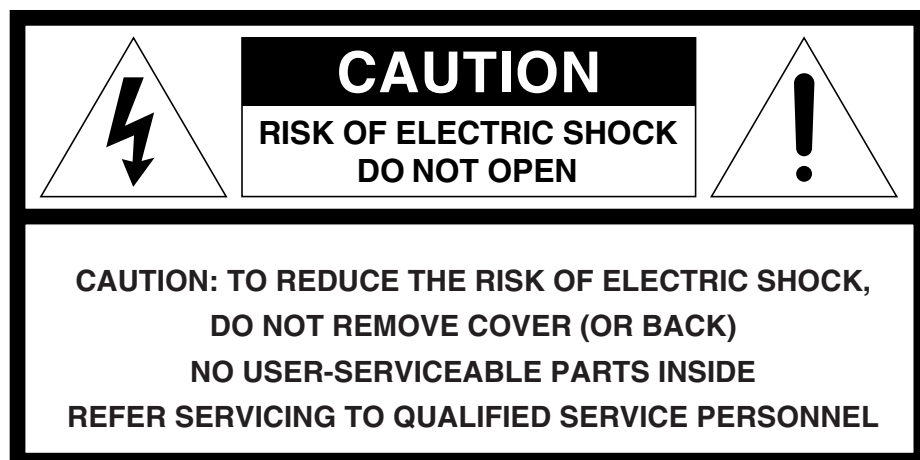 CAUTION
RISK OF ELECTRIC SHOCK
DO NOT OPEN
CAUTION: TO REDUCE THE RISK OF ELECTRIC SHOCK,
DO NOT REMOVE COVER (OR BACK)
NO USER-SERVICEABLE PARTS INSIDE
REFER SERVICING TO QUALIFIED SERVICE PERSONNEL